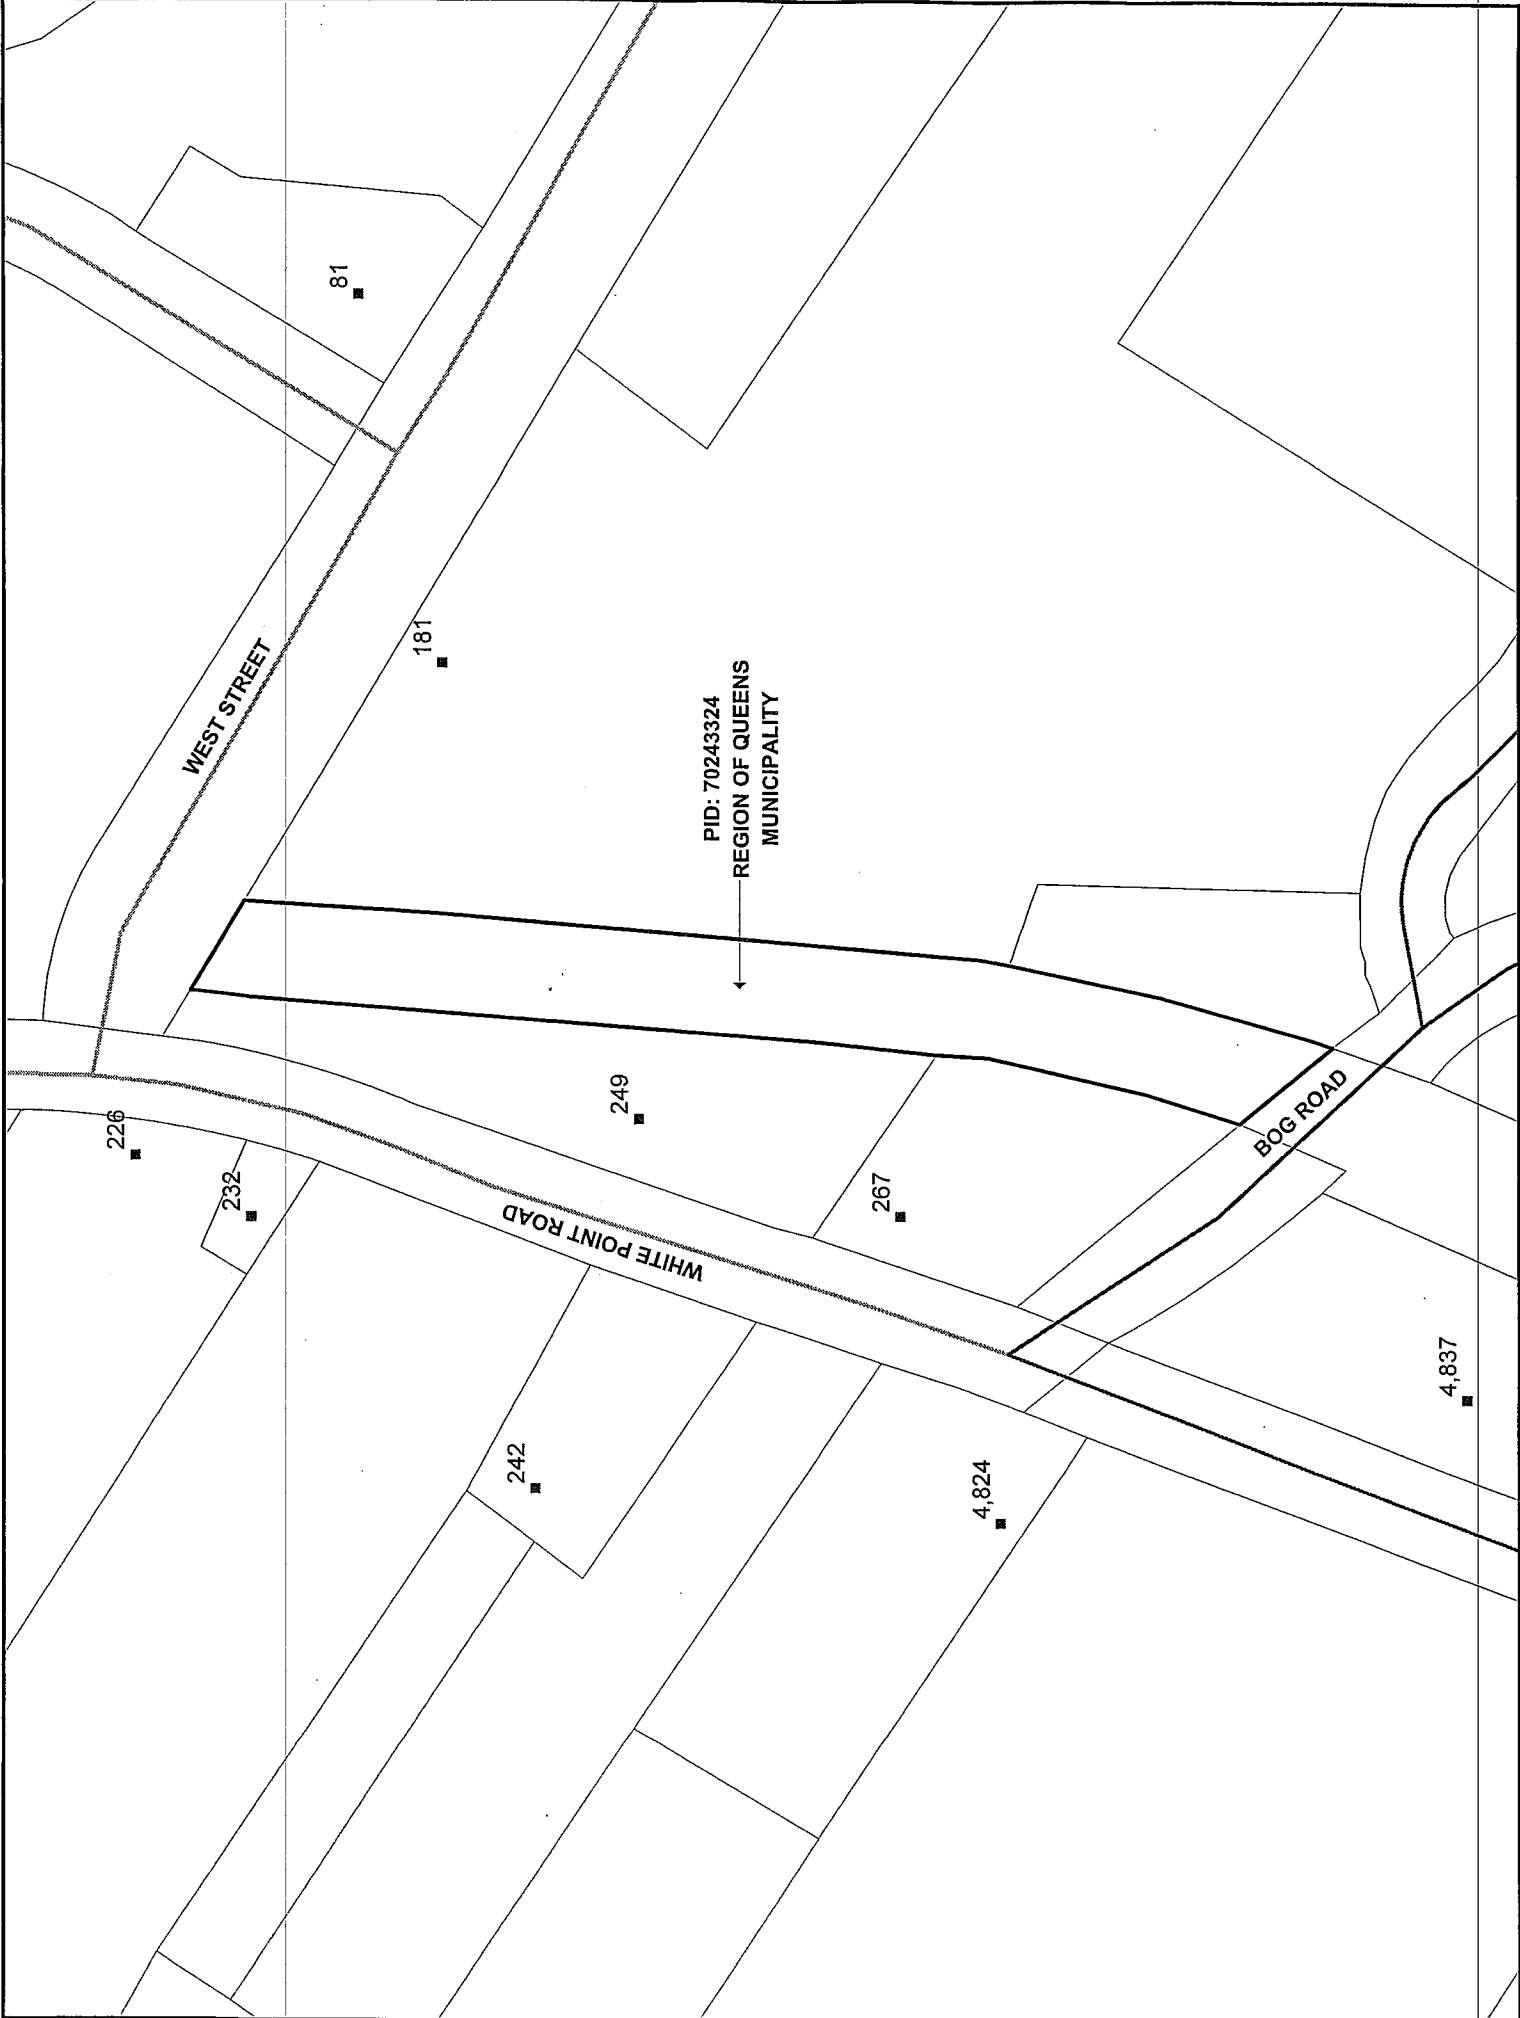 226
232
WEST STREET
81
181
249
242
WHITE POINT ROAD
PID: 70243324
REGION OF QUEENS
MUNICIPALITY
267
4,824
BOG ROAD
4,837